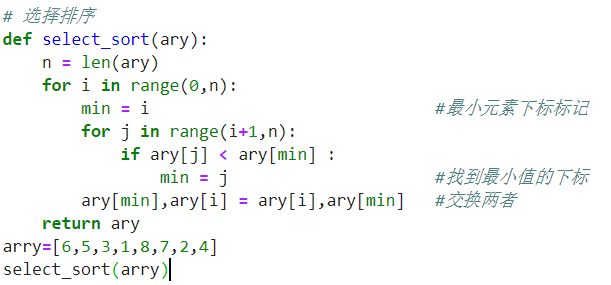 # 选择排序
def select_sort(ary):
    n = len(ary)
    for i in range(0,n):
        min = i                             #最小元素下标标记
        for j in range(i+1,n):
            if ary[j] < ary[min] :
                min = j                     #找到最小值的下标
        ary[min],ary[i] = ary[i],ary[min]   #交换两者
    return ary
arry=[6,5,3,1,8,7,2,4]
select_sort(arry)